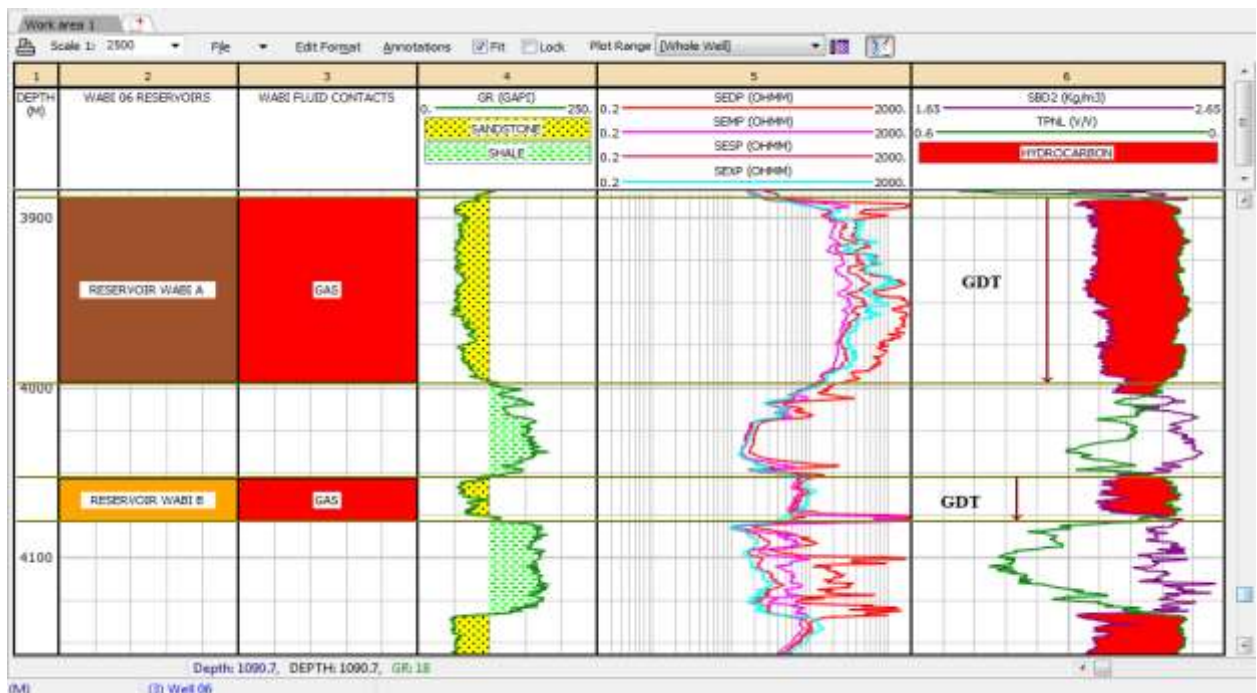 Work area 1
Scale 1: 2500 File Edit Format Annotations Fit Lock Plot Range [Whole Well]
1 2 3 4 5 6
DEPTH (M) WABI 06 RESERVOIRS WABI FLUID CONTACTS
0. GR (GAPI) 250.
SANDSTONE
SHALE
0.2 SEDP (OHMM) 2000.
0.2 SEMP (OHMM) 2000.
0.2 SESP (OHMM) 2000.
0.2 SEXP (OHMM) 2000.
1.65 SBD2 (Kg/m3) 2.65
0.6 TPNL (V/V) 0.
HYDROCARBON
3900
RESERVOIR WABI A GAS GDT
4000
RESERVOIR WABI B GAS GDT
4100
Depth: 1090.7, DEPTH: 1090.7, GR: 18
(M) (3) Well 06